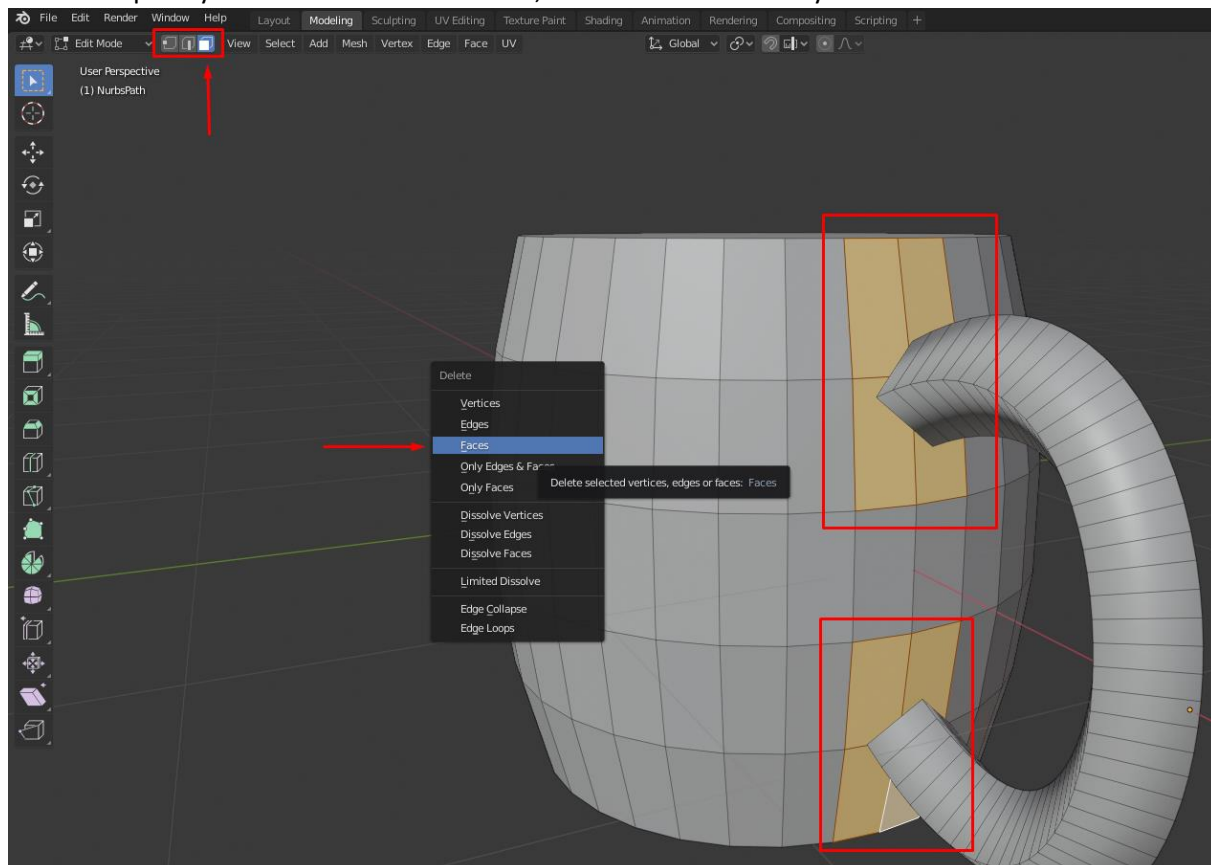 File Edit Render Window Help Layout Modeling Sculpting UV Editing Texture Paint Shading Animation Rendering Compositing Scripting +
Edit Mode View Select Add Mesh Vertex Edge Face UV Global
User Perspective
(1) NurbsPath
Delete
Vertices
Edges
Faces
Only Edges & Faces
Only Faces
Delete selected vertices, edges or faces: Faces
Dissolve Vertices
Dissolve Edges
Dissolve Faces
Limited Dissolve
Edge Collapse
Edge Loops